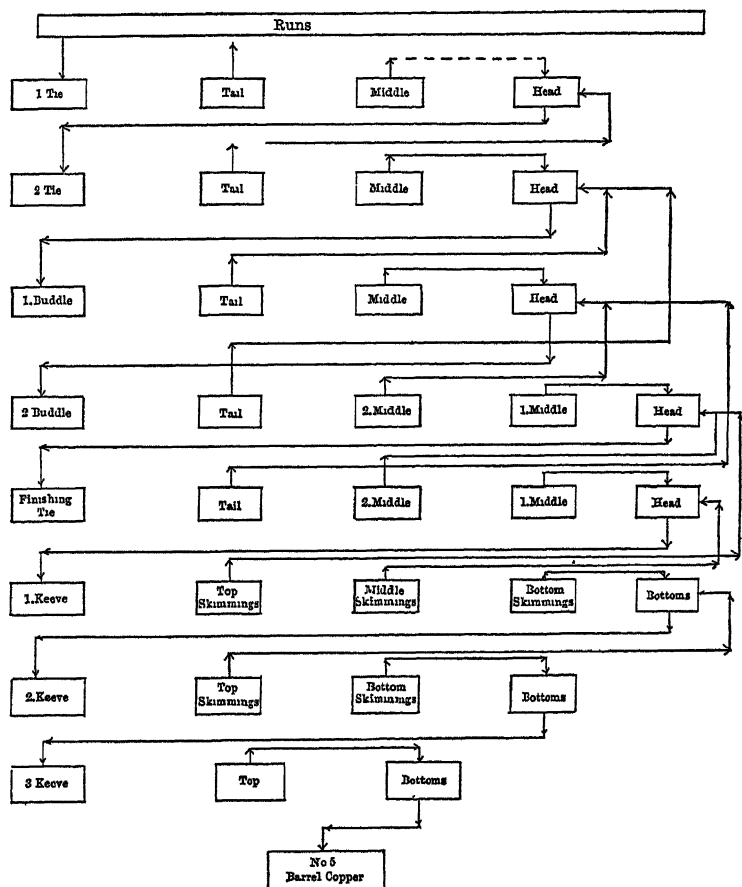 Runs
1 Tie
Tail
Middle
Head
2 Tie
Tail
Middle
Head
1.Buddle
Tail
Middle
Head
2 Buddle
Tail
2.Middle
1.Middle
Head
Finishing
Tie
Tail
2.Middle
1.Middle
Head
1.Keeve
Top
Skimmings
Middle
Skimmings
Bottom
Skimmings
Bottoms
2.Keeve
Top
Skimmings
Bottom
Skimmings
Bottoms
3 Keeve
Top
Bottoms
No 5
Barrel Copper